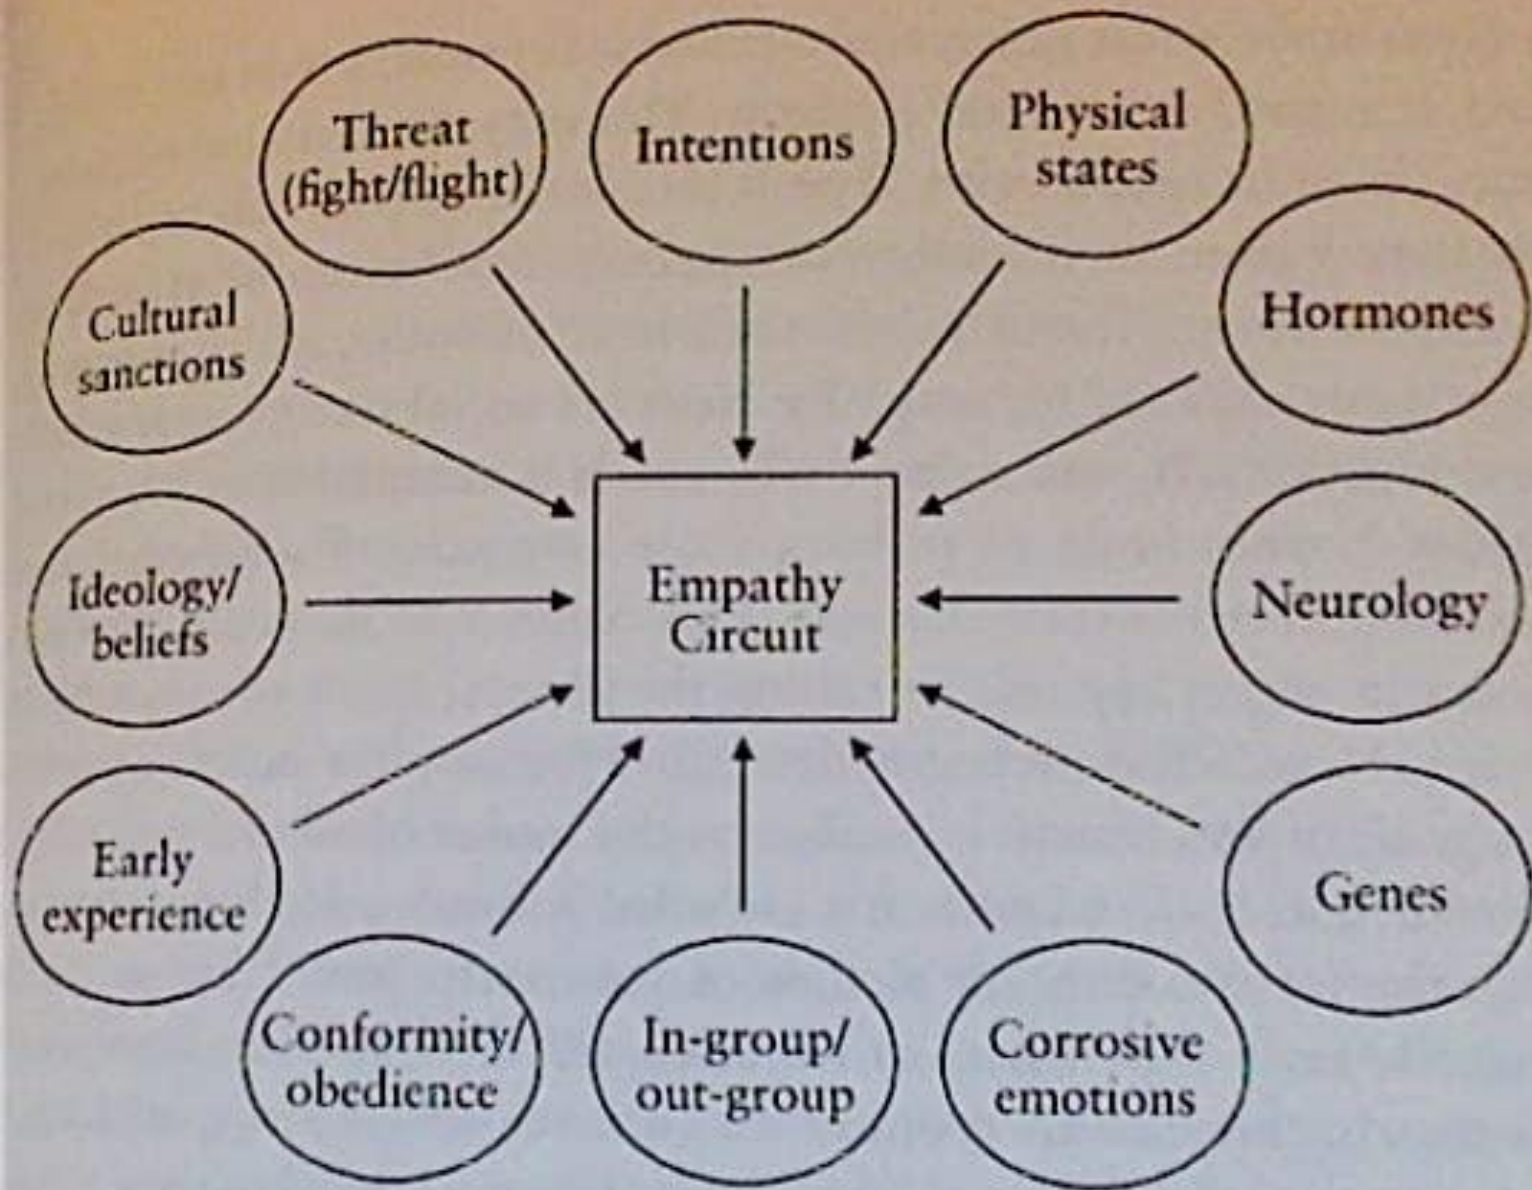 Threat
(fight/flight)
Intentions
Physical
states
Cultural
sanctions
Hormones
Ideology/
beliefs
Empathy
Circuit
Neurology
Early
experience
Genes
Conformity/
obedience
In-group/
out-group
Corrosive
emotions